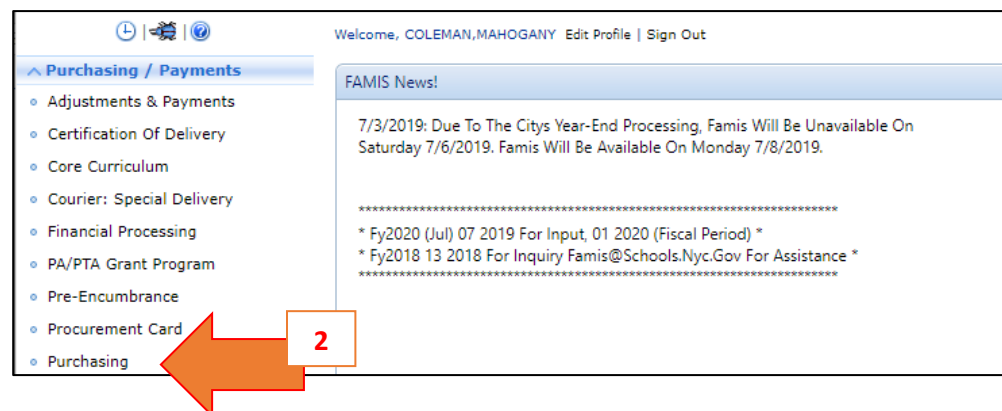 Welcome, COLEMAN,MAHOGANY Edit Profile | Sign Out
Purchasing / Payments
Adjustments & Payments
Certification Of Delivery
Core Curriculum
Courier: Special Delivery
Financial Processing
PA/PTA Grant Program
Pre-Encumbrance
Procurement Card
Purchasing
2
FAMIS News!
7/3/2019: Due To The Citys Year-End Processing, Famis Will Be Unavailable On
Saturday 7/6/2019. Famis Will Be Available On Monday 7/8/2019.
***********************************************************************
* Fy2020 (Jul) 07 2019 For Input, 01 2020 (Fiscal Period) *
* Fy2018 13 2018 For Inquiry Famis@Schools.Nyc.Gov For Assistance *
***********************************************************************